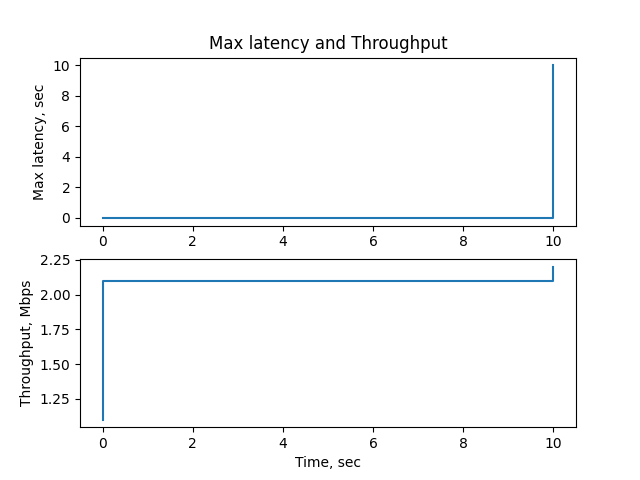 Max latency and Throughput
Max latency, sec
10
8
6
4
2
0
0 2 4 6 8 10
Throughput, Mbps
2.25
2.00
1.75
1.50
1.25
0 2 4 6 8 10
Time, sec